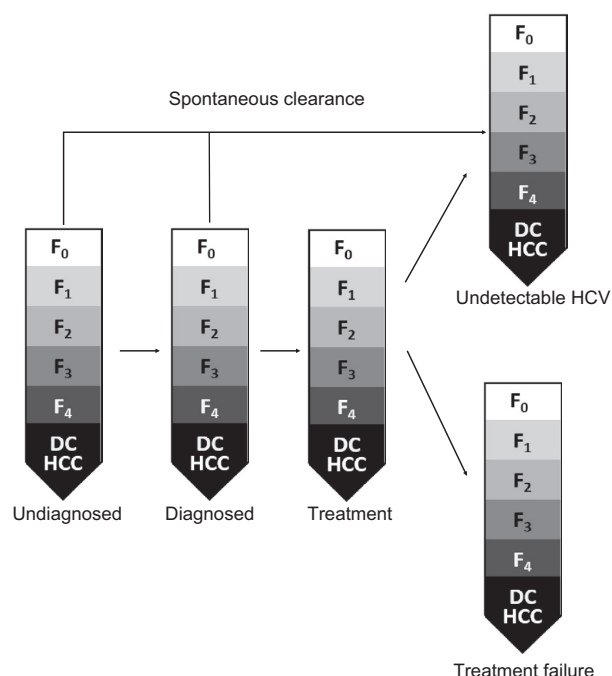 Spontaneous clearance
F0
F1
F2
F3
F4
DC
HCC
Undetectable HCV
F0
F1
F2
F3
F4
DC
HCC
Undiagnosed
F0
F1
F2
F3
F4
DC
HCC
Diagnosed
F0
F1
F2
F3
F4
DC
HCC
Treatment
F0
F1
F2
F3
F4
DC
HCC
Treatment failure